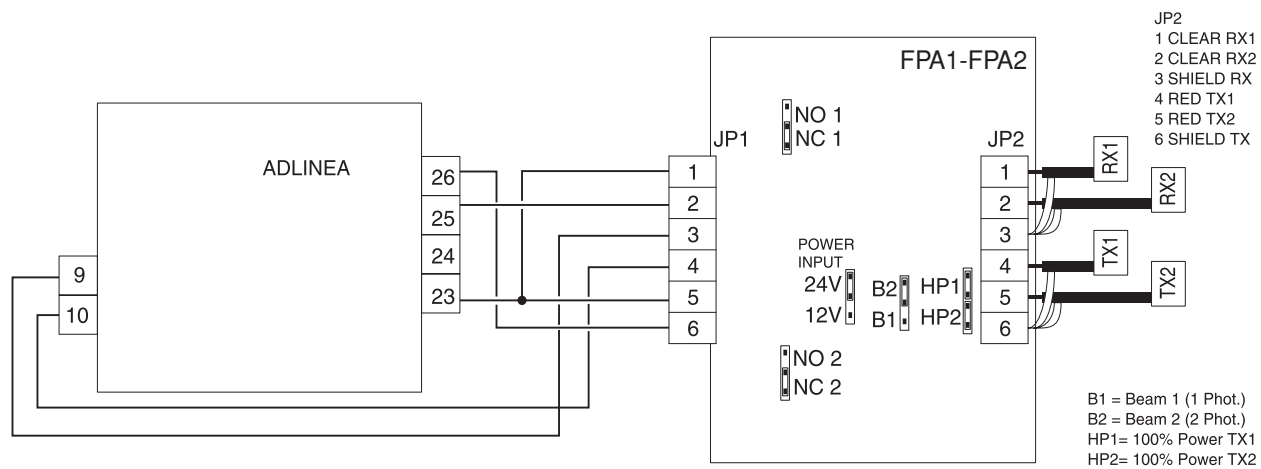 JP2
1 CLEAR RX1
2 CLEAR RX2
3 SHIELD RX
4 RED TX1
5 RED TX2
6 SHIELD TX
FPA1-FPA2
ADLINEA
26
25
24
23
9
10
JP1
1
2
3
4
5
6
NO 1
NC 1
POWER
INPUT
24V
12V
B2
B1
HP1
HP2
NO 2
NC 2
JP2
1
2
3
4
5
6
RX1
RX2
TX1
TX2
B1 = Beam 1 (1 Phot.)
B2 = Beam 2 (2 Phot.)
HP1= 100% Power TX1
HP2= 100% Power TX2